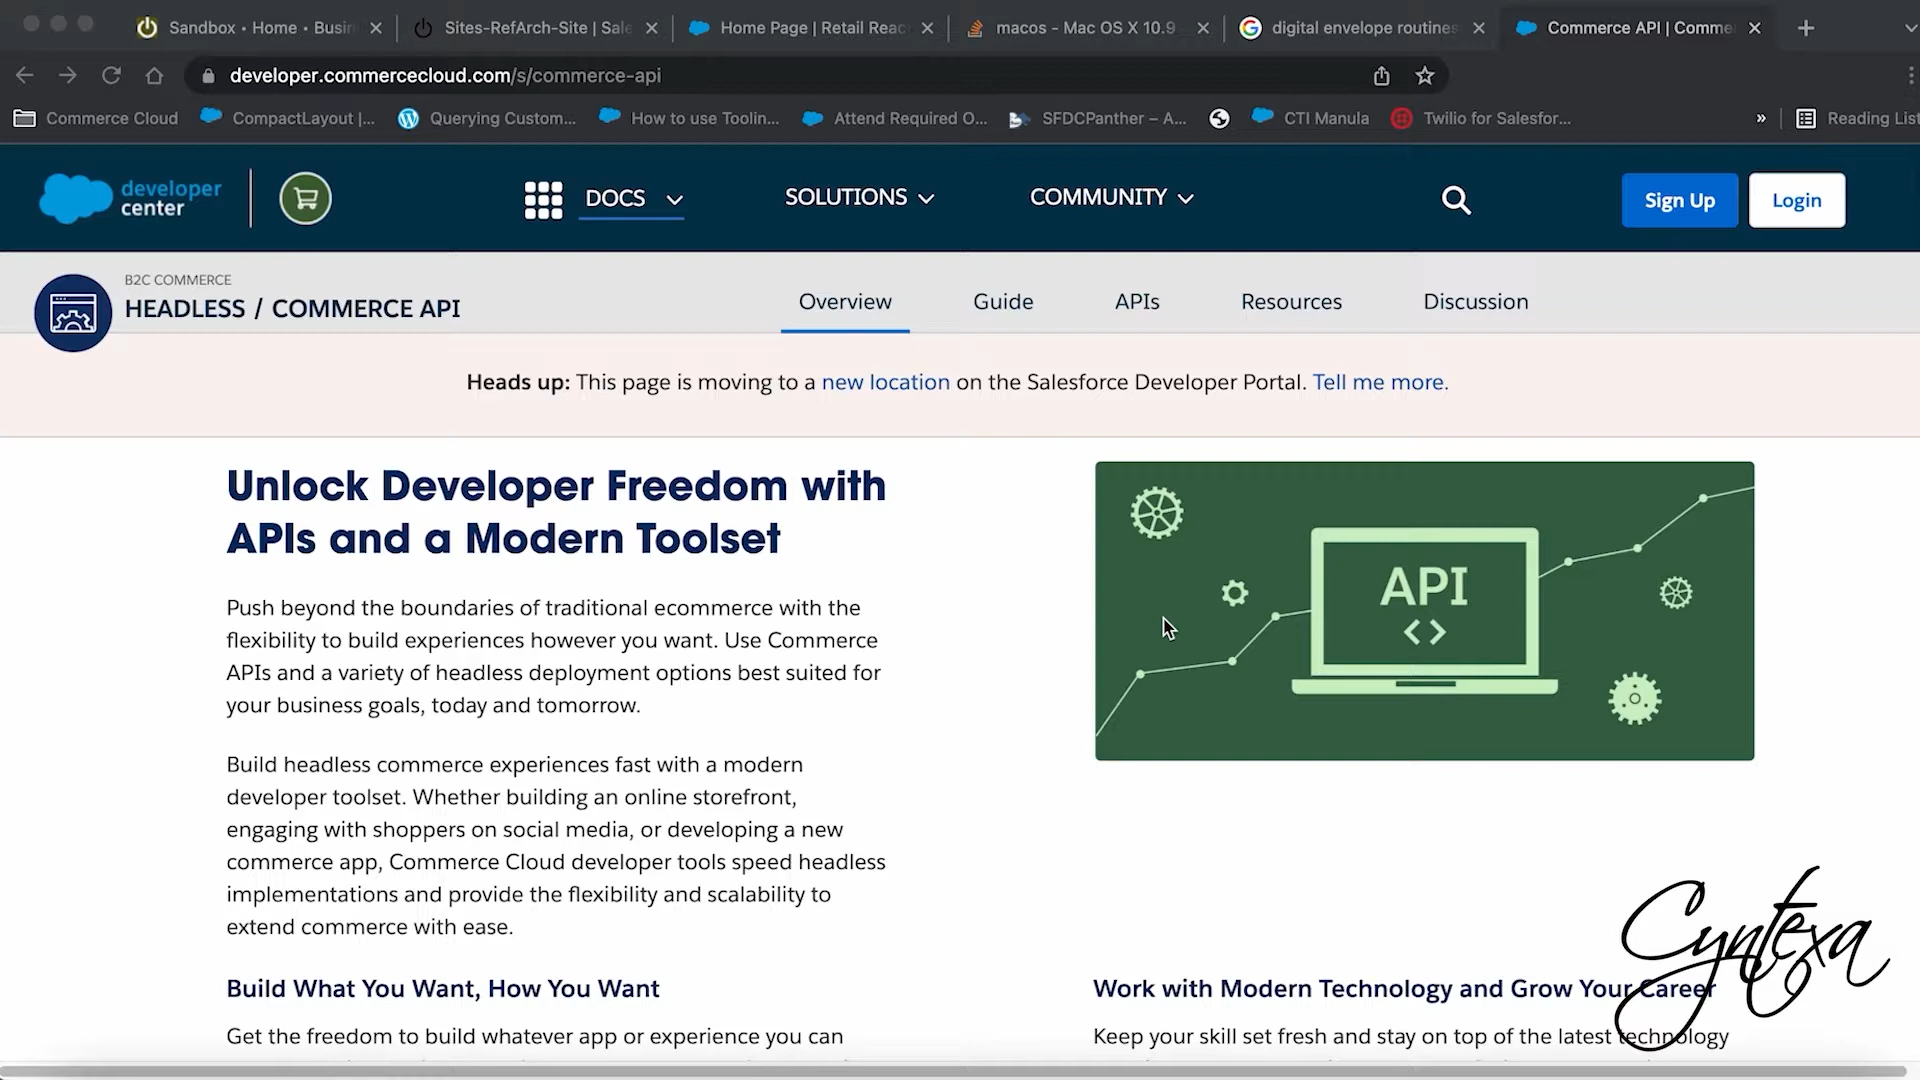 Sandbox • Home • Busin
Sites-RefArch-Site | Sale
Home Page | Retail Reac
macos - Mac OS X 10.9
digital envelope routines
Commerce API | Comme
developer.commercecloud.com/s/commerce-api
Commerce Cloud
CompactLayout |...
Querying Custom...
How to use Toolin...
Attend Required O...
SFDCPanther – A...
CTI Manula
Twilio for Salesfor...
»
Reading List
developer
center
DOCS
SOLUTIONS
COMMUNITY
Sign Up
Login
B2C COMMERCE
HEADLESS / COMMERCE API
Overview
Guide
APIs
Resources
Discussion
Heads up: This page is moving to a new location on the Salesforce Developer Portal. Tell me more.
Unlock Developer Freedom with
APIs and a Modern Toolset
Push beyond the boundaries of traditional ecommerce with the
flexibility to build experiences however you want. Use Commerce
APIs and a variety of headless deployment options best suited for
your business goals, today and tomorrow.
Build headless commerce experiences fast with a modern
developer toolset. Whether building an online storefront,
engaging with shoppers on social media, or developing a new
commerce app, Commerce Cloud developer tools speed headless
implementations and provide the flexibility and scalability to
extend commerce with ease.
API
<>
Build What You Want, How You Want
Get the freedom to build whatever app or experience you can
Work with Modern Technology and Grow Your Career
Keep your skill set fresh and stay on top of the latest technology
Cyntexa